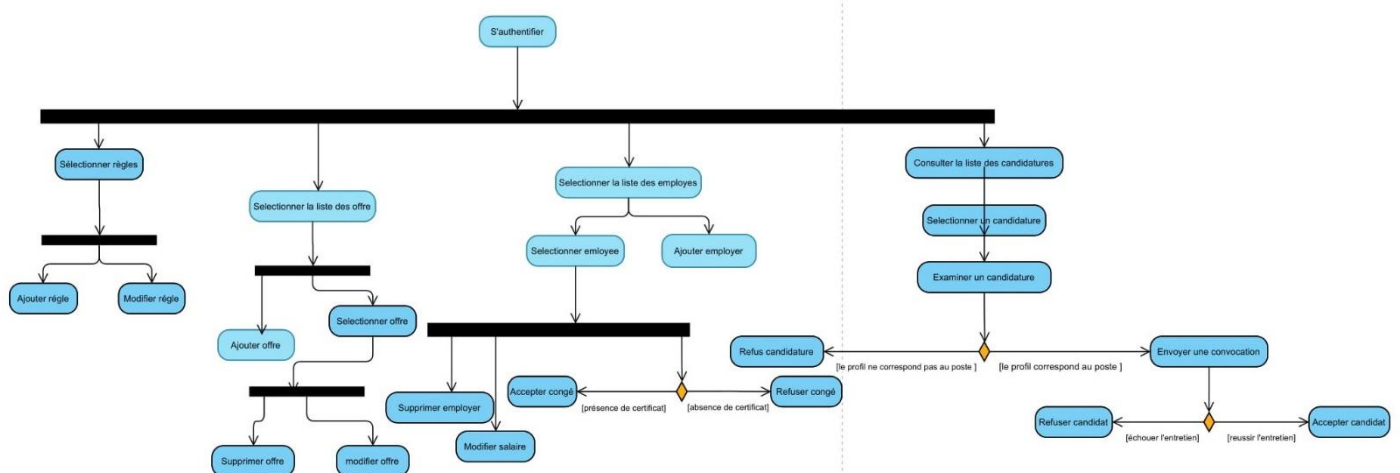 S'authentifier
Sélectionner règles
Consulter la liste des candidatures
Selectionner la liste des employes
Selectionner la liste des offre
Selectionner un candidature
Selectionner emloyee
Ajouter employer
Examiner un candidature
Ajouter régle
Modifier régle
Selectionner offre
Ajouter offre
Refus candidature
Envoyer une convocation
[le profil ne correspond pas au poste ]
[le profil correspond au poste ]
Accepter congé
Refuser congé
[présence de certificat]
[absence de certificat]
Supprimer employer
Refuser candidat
Accepter candidat
[échouer l'entretien]
[reussir l'entretien]
Modifier salaire
Supprimer offre
modifier offre